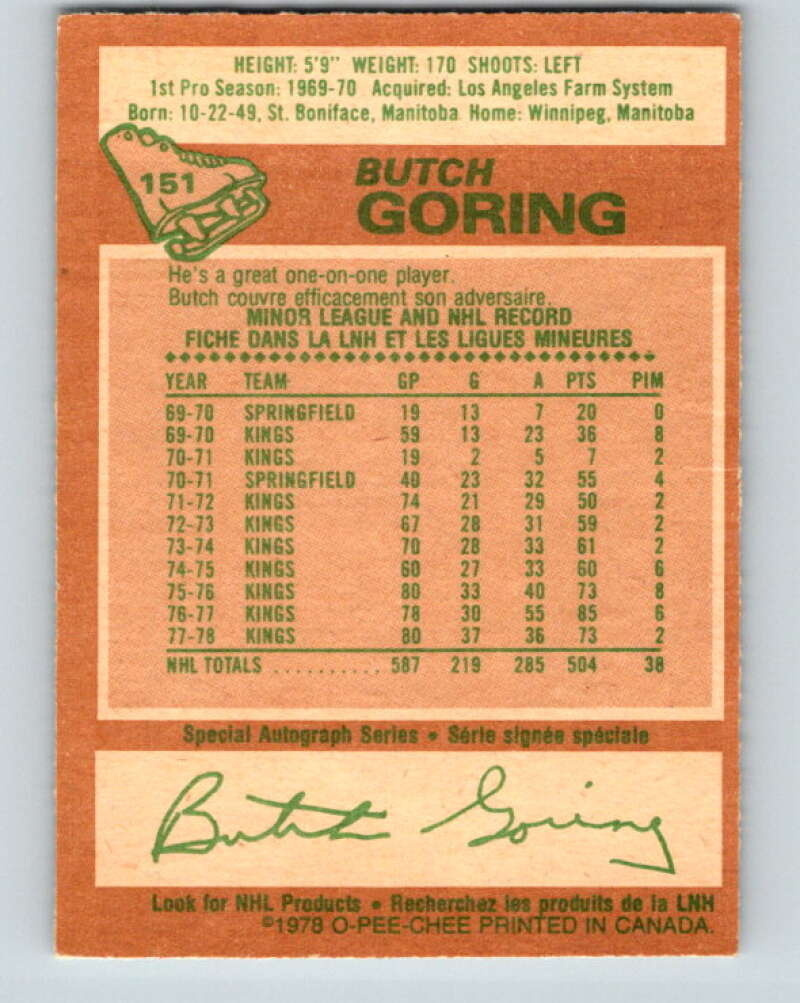 HEIGHT: 5'9" WEIGHT: 170 SHOOTS: LEFT
1st Pro Season: 1969-70 Acquired: Los Angeles Farm System
Born: 10-22-49, St. Boniface, Manitoba Home: Winnipeg, Manitoba
151
BUTCH
GORING
He's a great one-on-one player.
Butch couvre efficacement son adversaire.
MINOR LEAGUE AND NHL RECORD
FICHE DANS LA LNH ET LES LIGUES MINEURES
YEAR TEAM GP G A PTS PIM
69-70 SPRINGFIELD 19 13 7 20 0
69-70 KINGS 59 13 23 36 8
70-71 KINGS 19 2 5 7 2
70-71 SPRINGFIELD 40 23 32 55 4
71-72 KINGS 74 21 29 50 2
72-73 KINGS 67 28 31 59 2
73-74 KINGS 70 28 33 61 2
74-75 KINGS 60 27 33 60 6
75-76 KINGS 80 33 40 73 8
76-77 KINGS 78 30 55 85 6
77-78 KINGS 80 37 36 73 2
NHL TOTALS .......... 587 219 285 504 38
Special Autograph Series • Série signée spéciale
Butch Goring
Look for NHL Products • Recherchez les produits de la LNH
©1978 O-PEE-CHEE PRINTED IN CANADA.